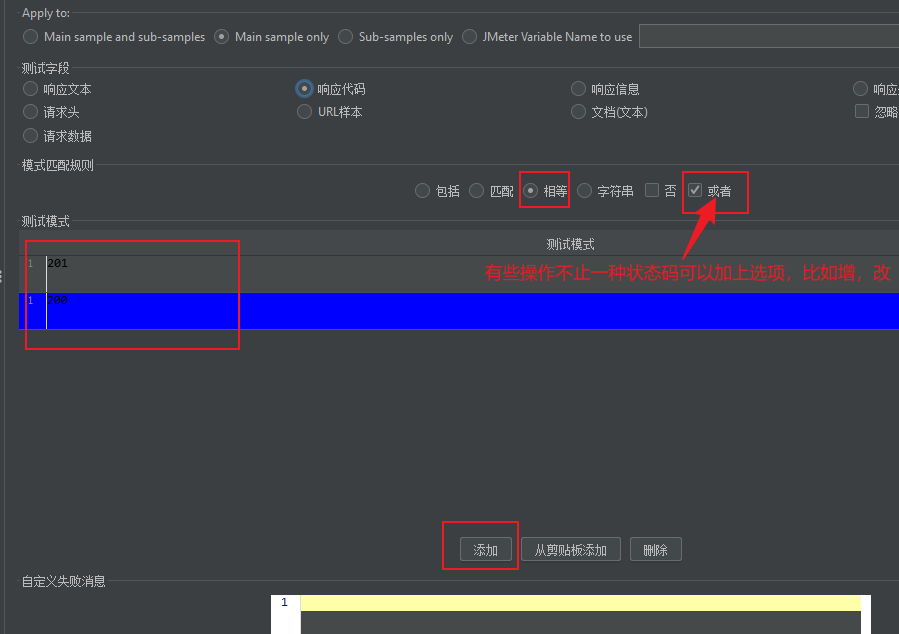 Apply to:
Main sample and sub-samples Main sample only Sub-samples only JMeter Variable Name to use
测试字段
响应文本 响应代码 响应信息 响应
请求头 URL样本 文档(文本) 忽略
请求数据
模式匹配规则
包括 匹配 相等 字符串 否 或者
测试模式
测试模式
1 201
有些操作不止一种状态码可以加上选项，比如增，改
1 200
添加 从剪贴板添加 删除
自定义失败消息
1